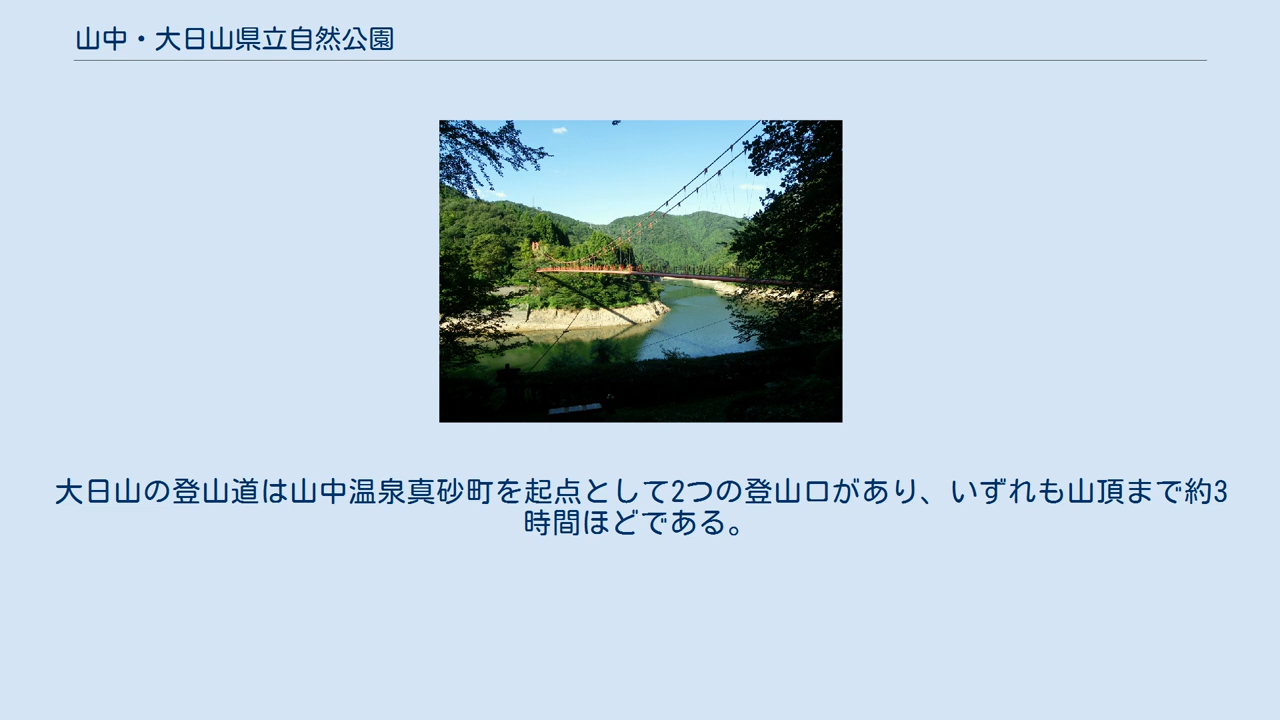 山中・大日山県立自然公園
大日山の登山道は山中温泉真砂町を起点として2つの登山口があり、いずれも山頂まで約3
時間ほどである。